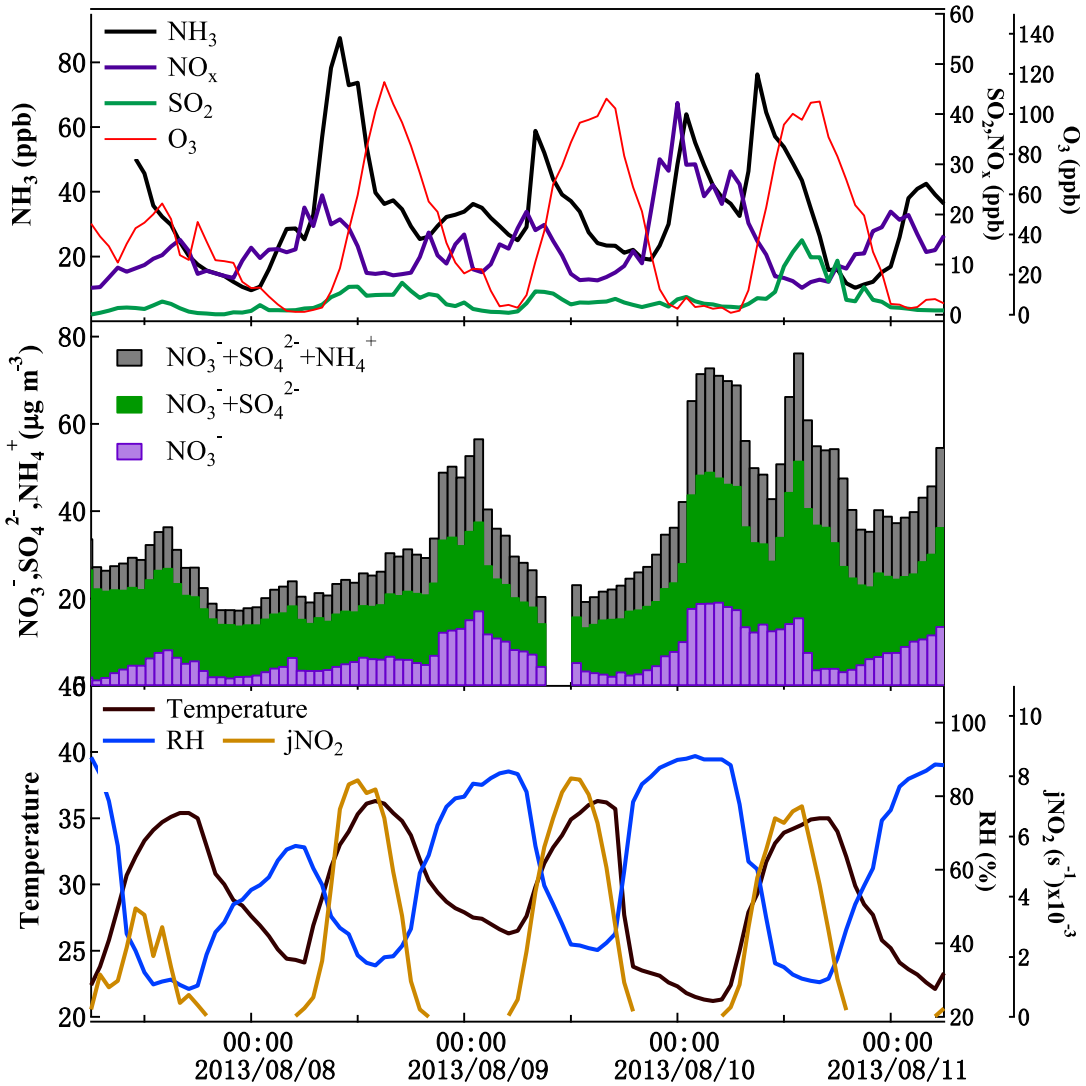 NH₃
NOₓ
SO₂
O₃
NH₃ (ppb)
80
60
40
20
60
50
40
30
20
10
0
SO₂,NOₓ (ppb)
140
120
100
80
60
40
20
0
O₃ (ppb)
NO₃⁻+SO₄²⁻+NH₄⁺
NO₃⁻+SO₄²⁻
NO₃⁻
NO₃⁻,SO₄²⁻,NH₄⁺(μg m⁻³)
80
60
40
20
Temperature
RH
jNO₂
Temperature
40
35
30
25
20
100
80
60
40
20
RH (%)
10
8
6
4
2
0
jNO₂ (s⁻¹)x10⁻³
00:00
2013/08/08
00:00
2013/08/09
00:00
2013/08/10
00:00
2013/08/11